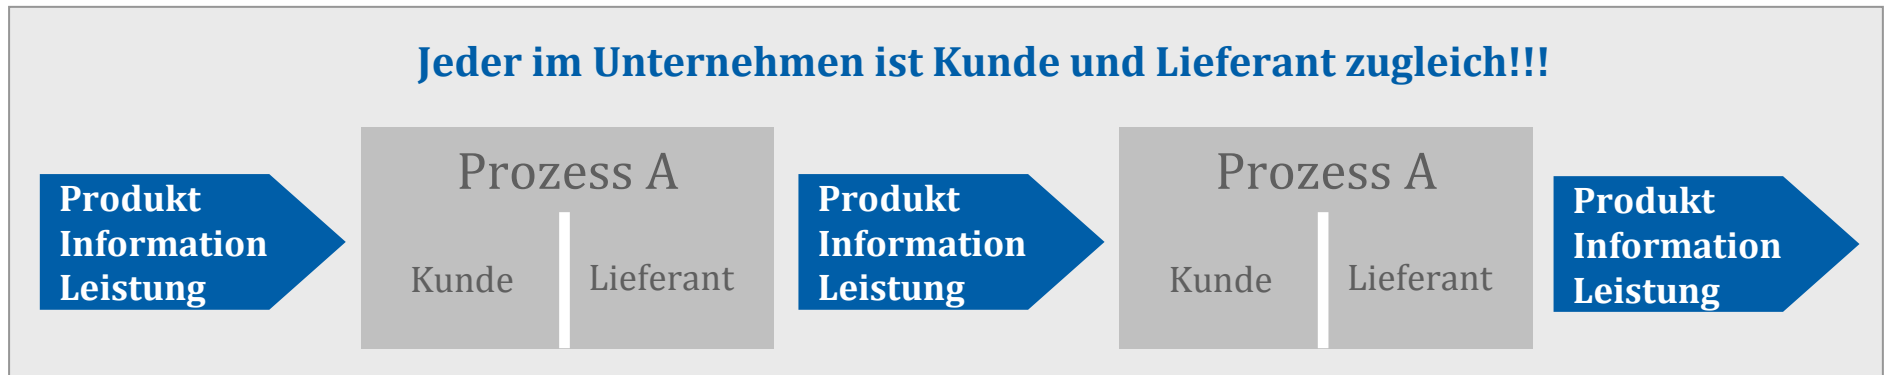 Jeder im Unternehmen ist Kunde und Lieferant zugleich!!!
Produkt
Information
Leistung
Prozess A
Kunde
Lieferant
Produkt
Information
Leistung
Prozess A
Kunde
Lieferant
Produkt
Information
Leistung